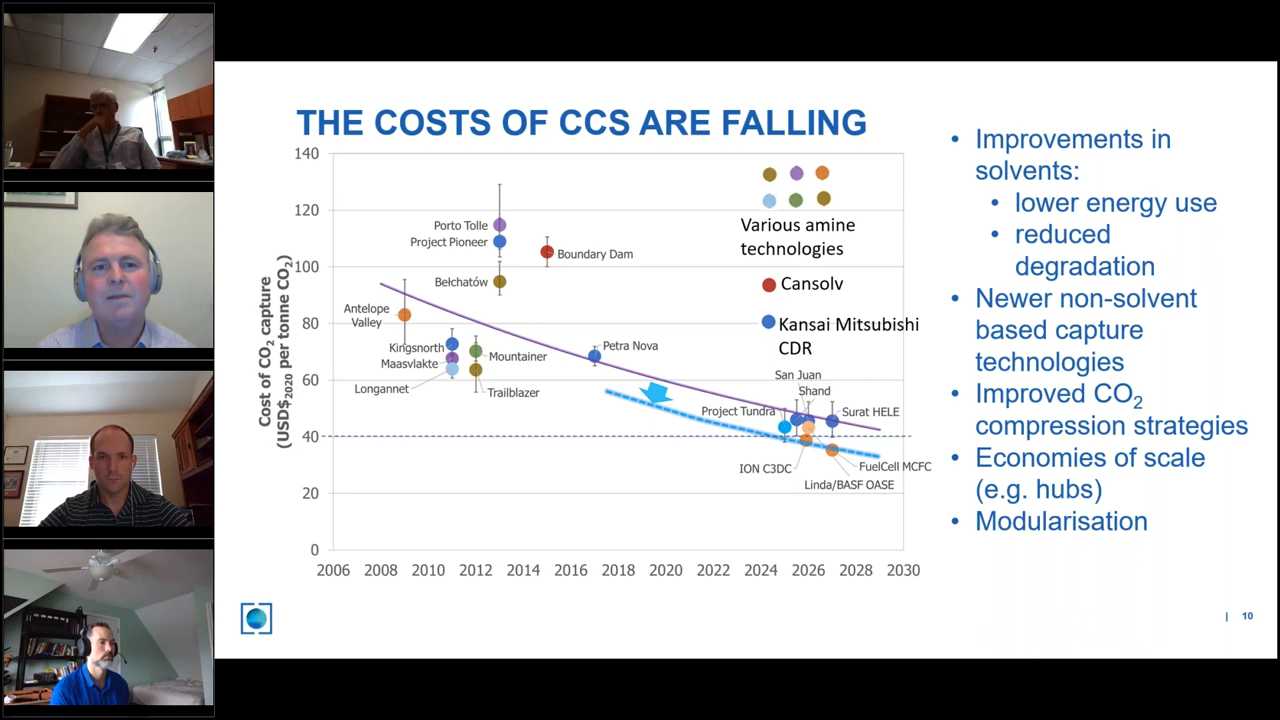 THE COSTS OF CCS ARE FALLING
Cost of CO₂ capture
(USD$₂₀₂₀ per tonne CO₂)
140
120
100
80
60
40
20
0
2006 2008 2010 2012 2014 2016 2018 2020 2022 2024 2026 2028 2030
Antelope
Valley
Kingsnorth
Maasvlakte
Longannet
Mountainer
Trailblazer
Porto Tolle
Project Pioneer
Bełchatów
Boundary Dam
Petra Nova
Various amine
technologies
Cansolv
Kansai Mitsubishi
CDR
San Juan
Shand
Project Tundra
Surat HELE
ION C3DC
FuelCell MCFC
Linda/BASF OASE
• Improvements in
solvents:
• lower energy use
• reduced
degradation
• Newer non-solvent
based capture
technologies
• Improved CO₂
compression strategies
• Economies of scale
(e.g. hubs)
• Modularisation
| 10